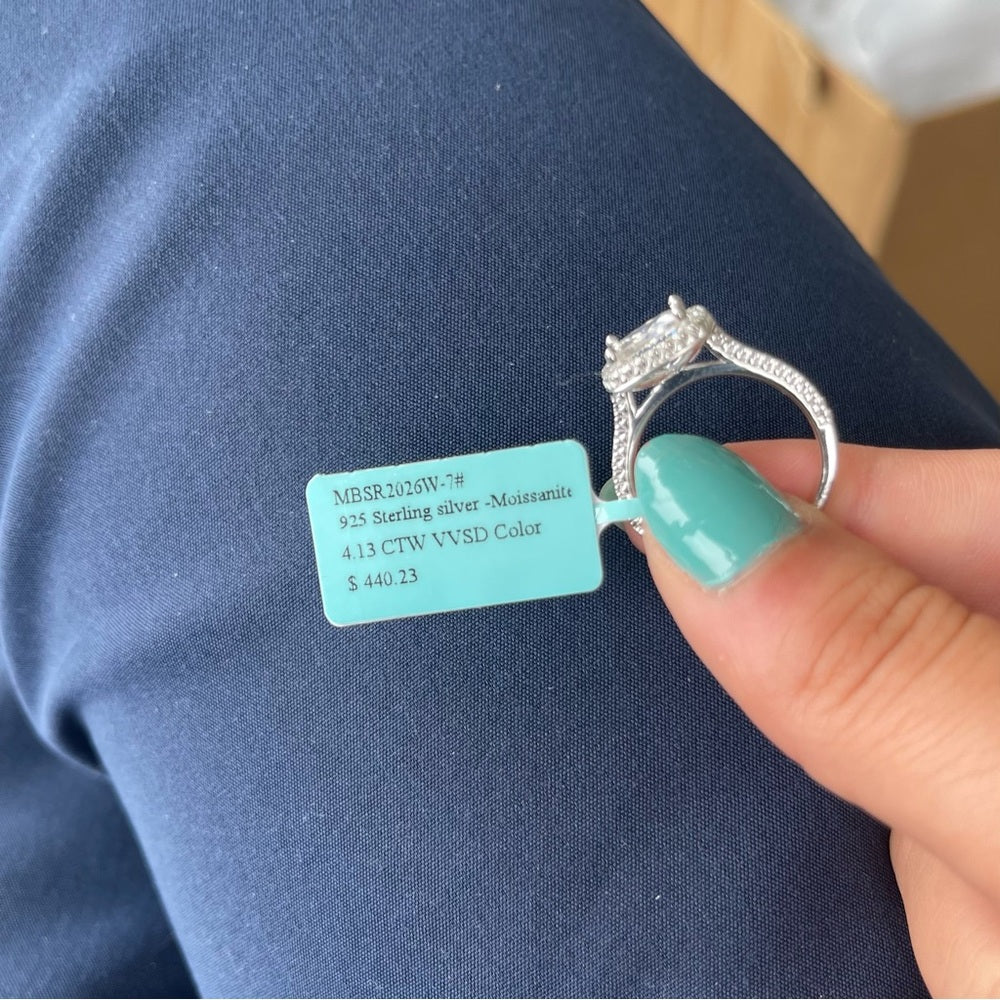 MBSR2026W-7#
925 Sterling silver -Moissanite
4.13 CTW VVSD Color
$ 440.23